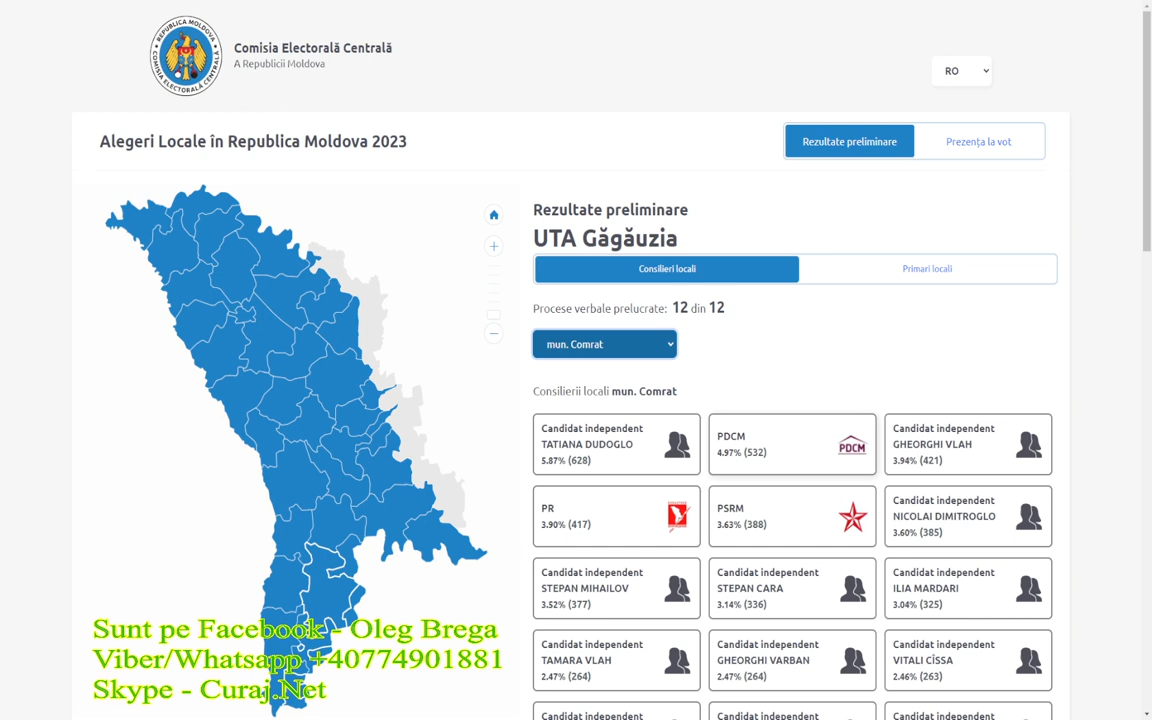 REPUBLICA MOLDOVA
COMISIA ELECTORALĂ CENTRALĂ
Comisia Electorală Centrală
A Republicii Moldova
RO
Alegeri Locale în Republica Moldova 2023
Rezultate preliminare
Prezența la vot
Rezultate preliminare
UTA Găgăuzia
Consilieri locali
Primari locali
Procese verbale prelucrate: 12 din 12
mun. Comrat
Consilierii locali mun. Comrat
Candidat independent
TATIANA DUDOGLO
5.87% (628)
PDCM
4.97% (532)
PDCM
Candidat independent
GHEORGHI VLAH
3.94% (421)
PR
3.90% (417)
PSRM
3.63% (388)
Candidat independent
NICOLAI DIMITROGLO
3.60% (385)
Candidat independent
STEPAN MIHAILOV
3.52% (377)
Candidat independent
STEPAN CARA
3.14% (336)
Candidat independent
ILIA MARDARI
3.04% (325)
Candidat independent
TAMARA VLAH
2.47% (264)
Candidat independent
GHEORGHI VARBAN
2.47% (264)
Candidat independent
VITALI CÎSSA
2.46% (263)
Candidat independent
Candidat independent
Candidat independent
Sunt pe Facebook - Oleg Brega
Viber/Whatsapp +40774901881
Skype - Curaj.Net